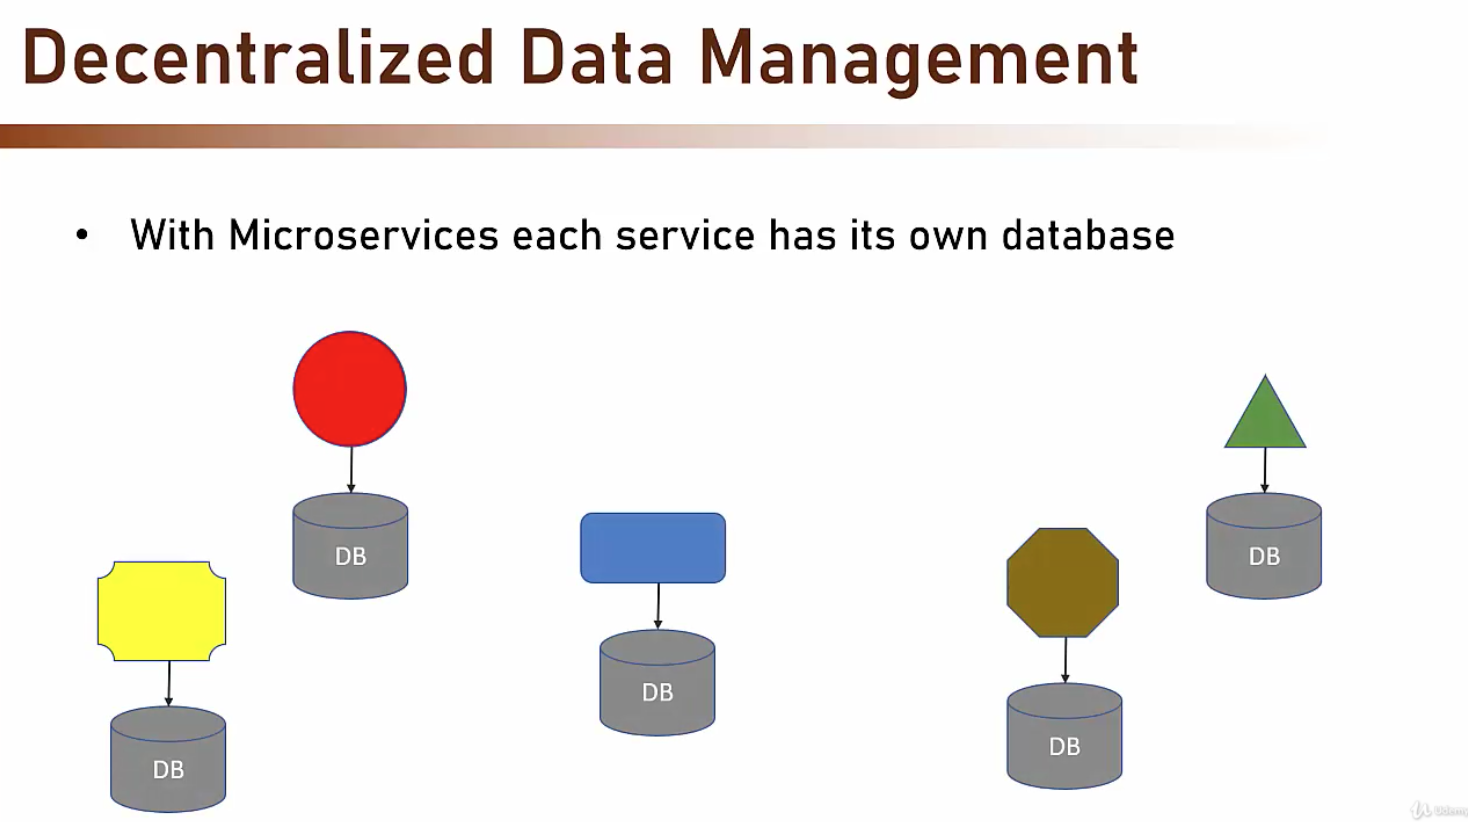 Decentralized Data Management
• With Microservices each service has its own database
DB
DB
DB
DB
DB
Udemy